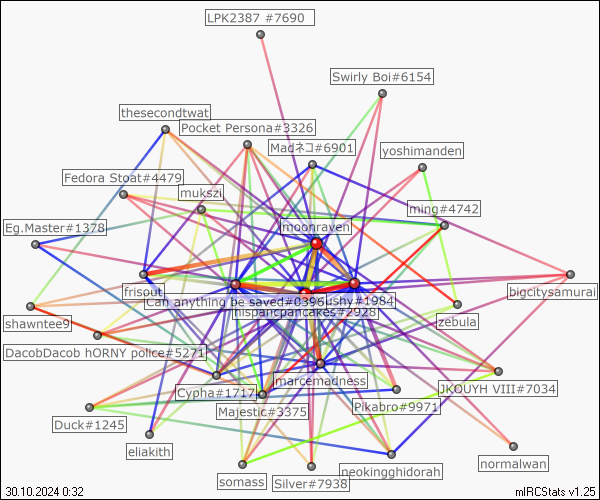 LPK2387 #7690
Swirly Boi#6154
thesecondtwat
Pocket Persona#3326
Macネコ#6901
yoshimanden
Fedora Stoat#4479
mukszi
ming#4742
Eg.Master#1378
moonraven
frisout
bigcitysamurai
Can anything be saved#0396
ushy#1984
hispanicpancakes#2928
shawntee9
zebula
DacobDacob hORNY police#5271
marcemadness
Cypha#1717
JKOUYH VIII#7034
Majestic#3375
Pikabro#9971
Duck#1245
eliakith
normalwan
neokingghidorah
somass
Silver#7938
30.10.2024 0:32
mIRCStats v1.25